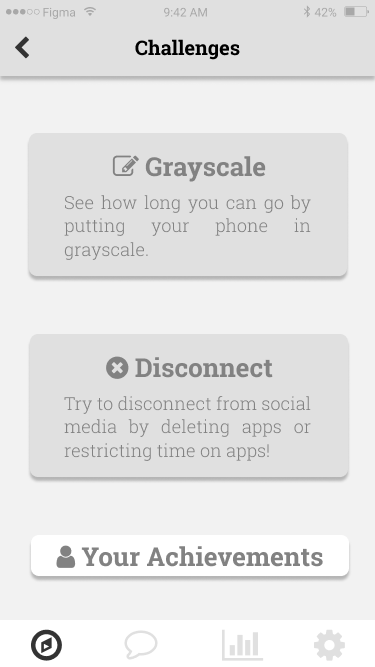 Figma 9:42 AM 42%
Challenges
Grayscale
See how long you can go by
putting your phone in
grayscale.
Disconnect
Try to disconnect from social
media by deleting apps or
restricting time on apps!
Your Achievements